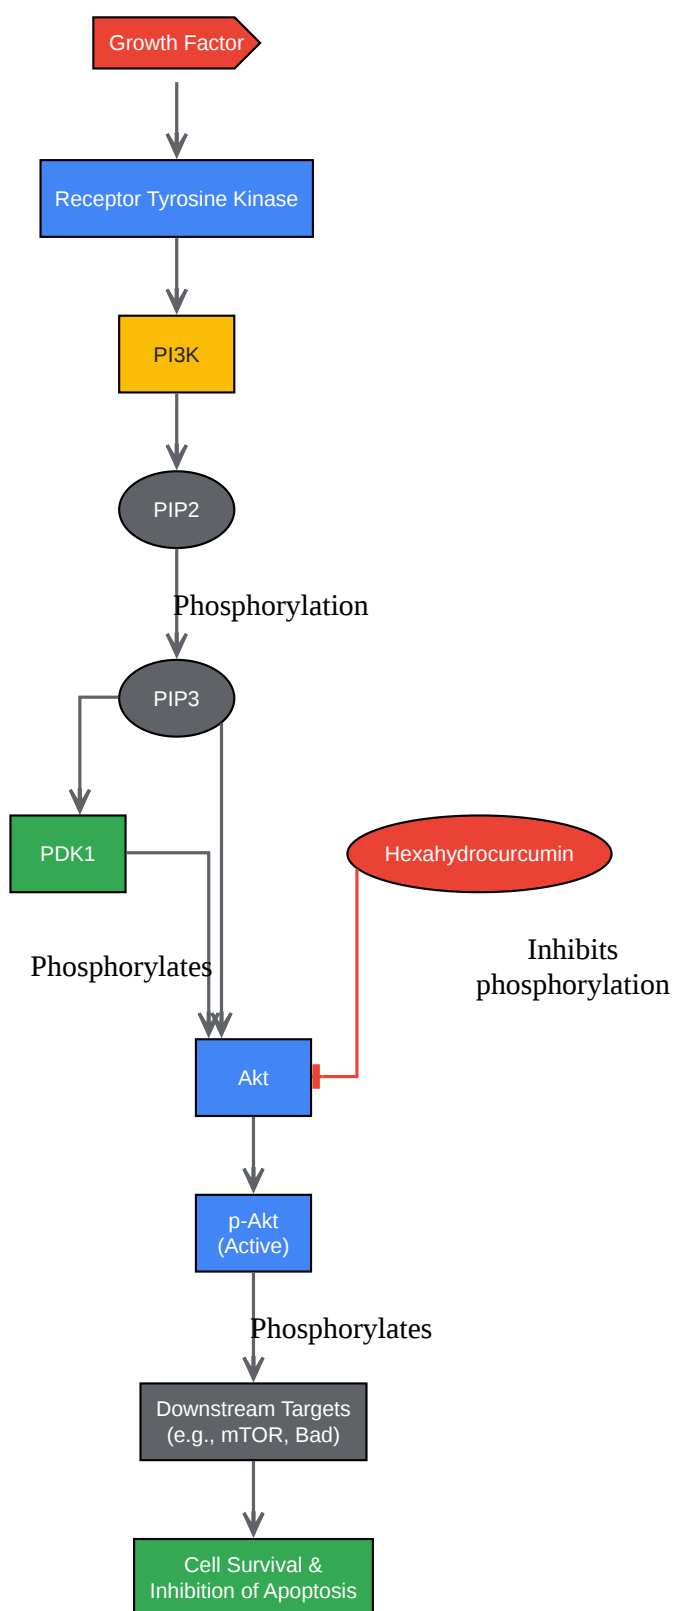 Growth Factor
Receptor Tyrosine Kinase
PI3K
PIP2
Phosphorylation
PIP3
PDK1
Hexahydrocurcumin
Phosphorylates
Inhibits
phosphorylation
Akt
p-Akt
(Active)
Phosphorylates
Downstream Targets
(e.g., mTOR, Bad)
Cell Survival &
Inhibition of Apoptosis